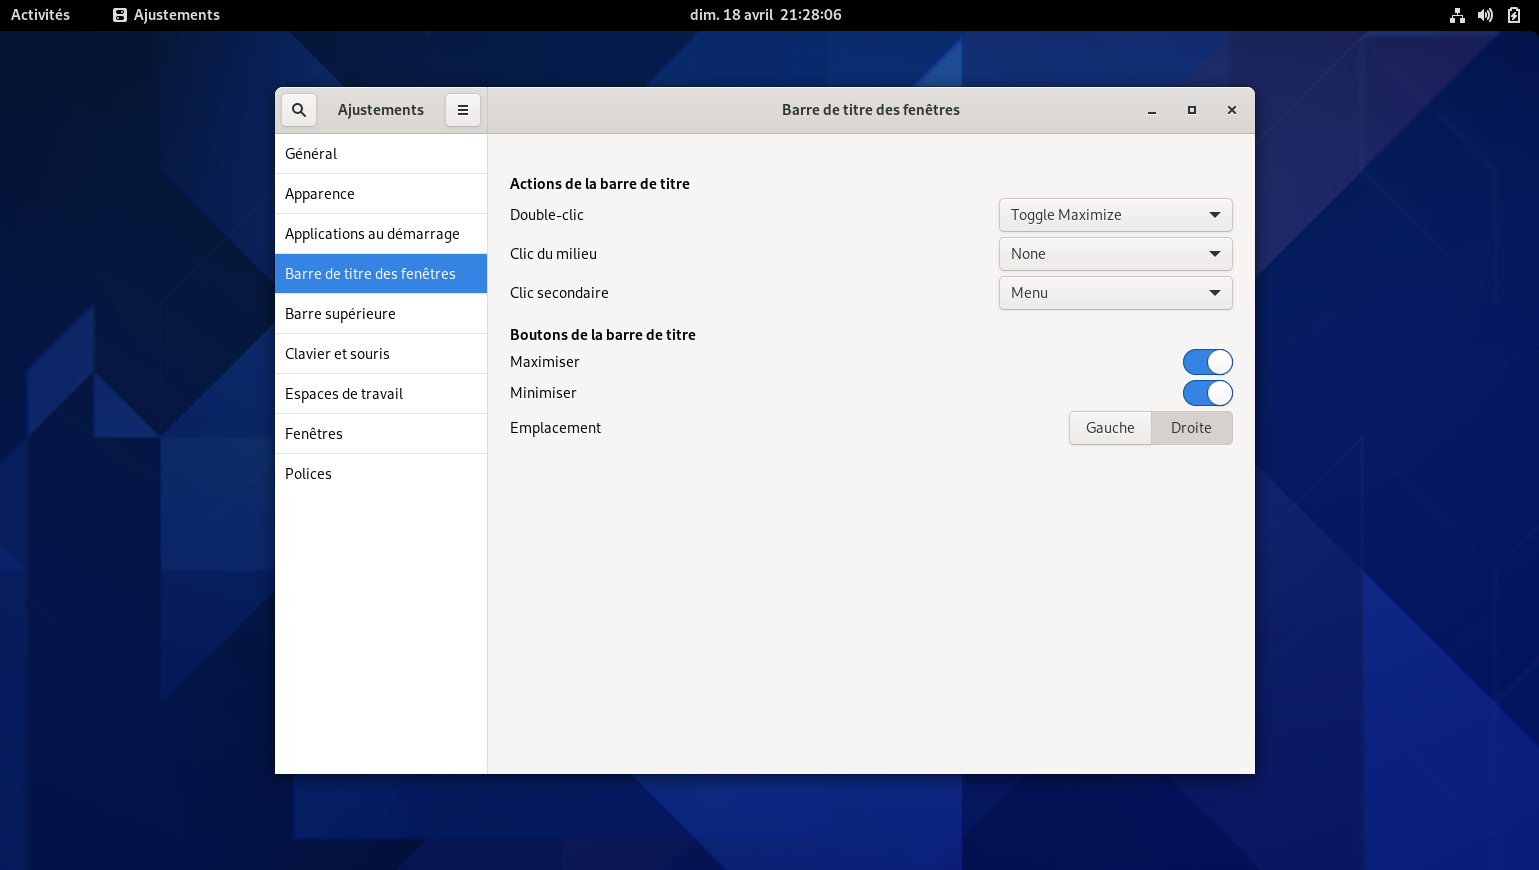 Activités Ajustements dim. 18 avril 21:28:06
Ajustements Barre de titre des fenêtres
Général
Apparence
Applications au démarrage
Barre de titre des fenêtres
Barre supérieure
Clavier et souris
Espaces de travail
Fenêtres
Polices
Actions de la barre de titre
Double-clic Toggle Maximize
Clic du milieu None
Clic secondaire Menu
Boutons de la barre de titre
Maximiser
Minimiser
Emplacement Gauche Droite